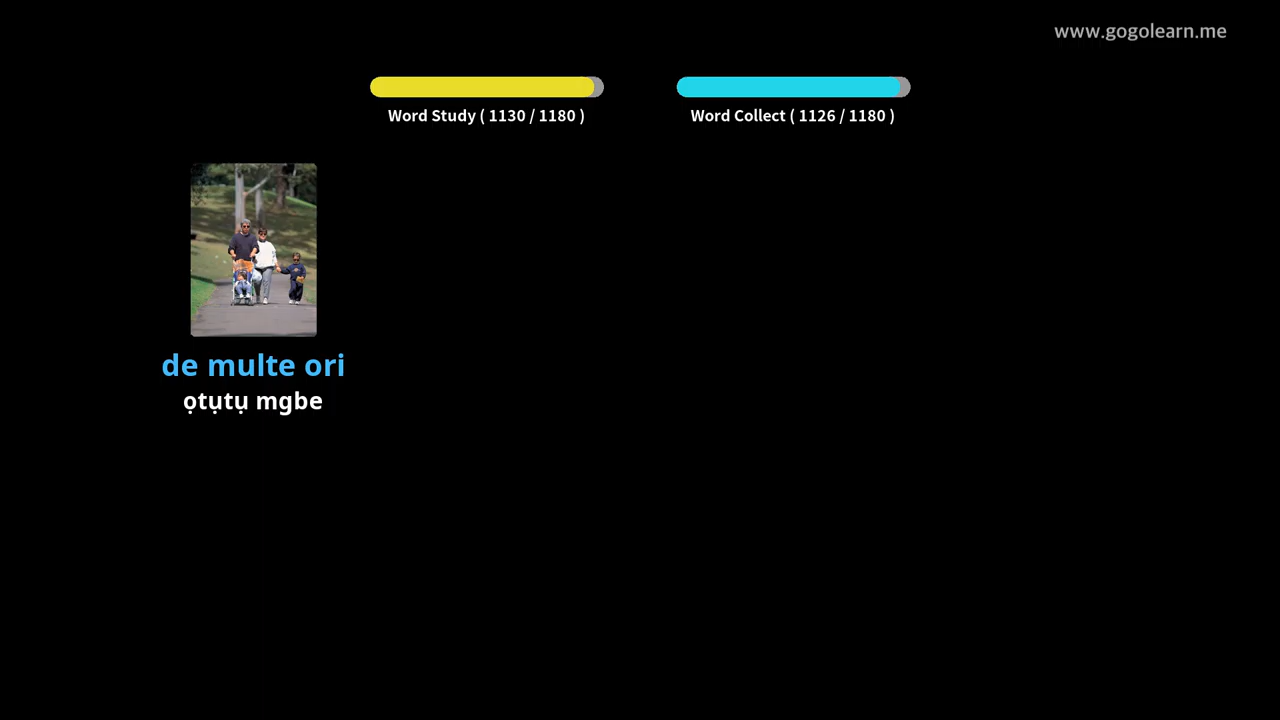 www.gogolearn.me
Word Study ( 1130 / 1180 )
Word Collect ( 1126 / 1180 )
de multe ori
ọtụtụ mgbe